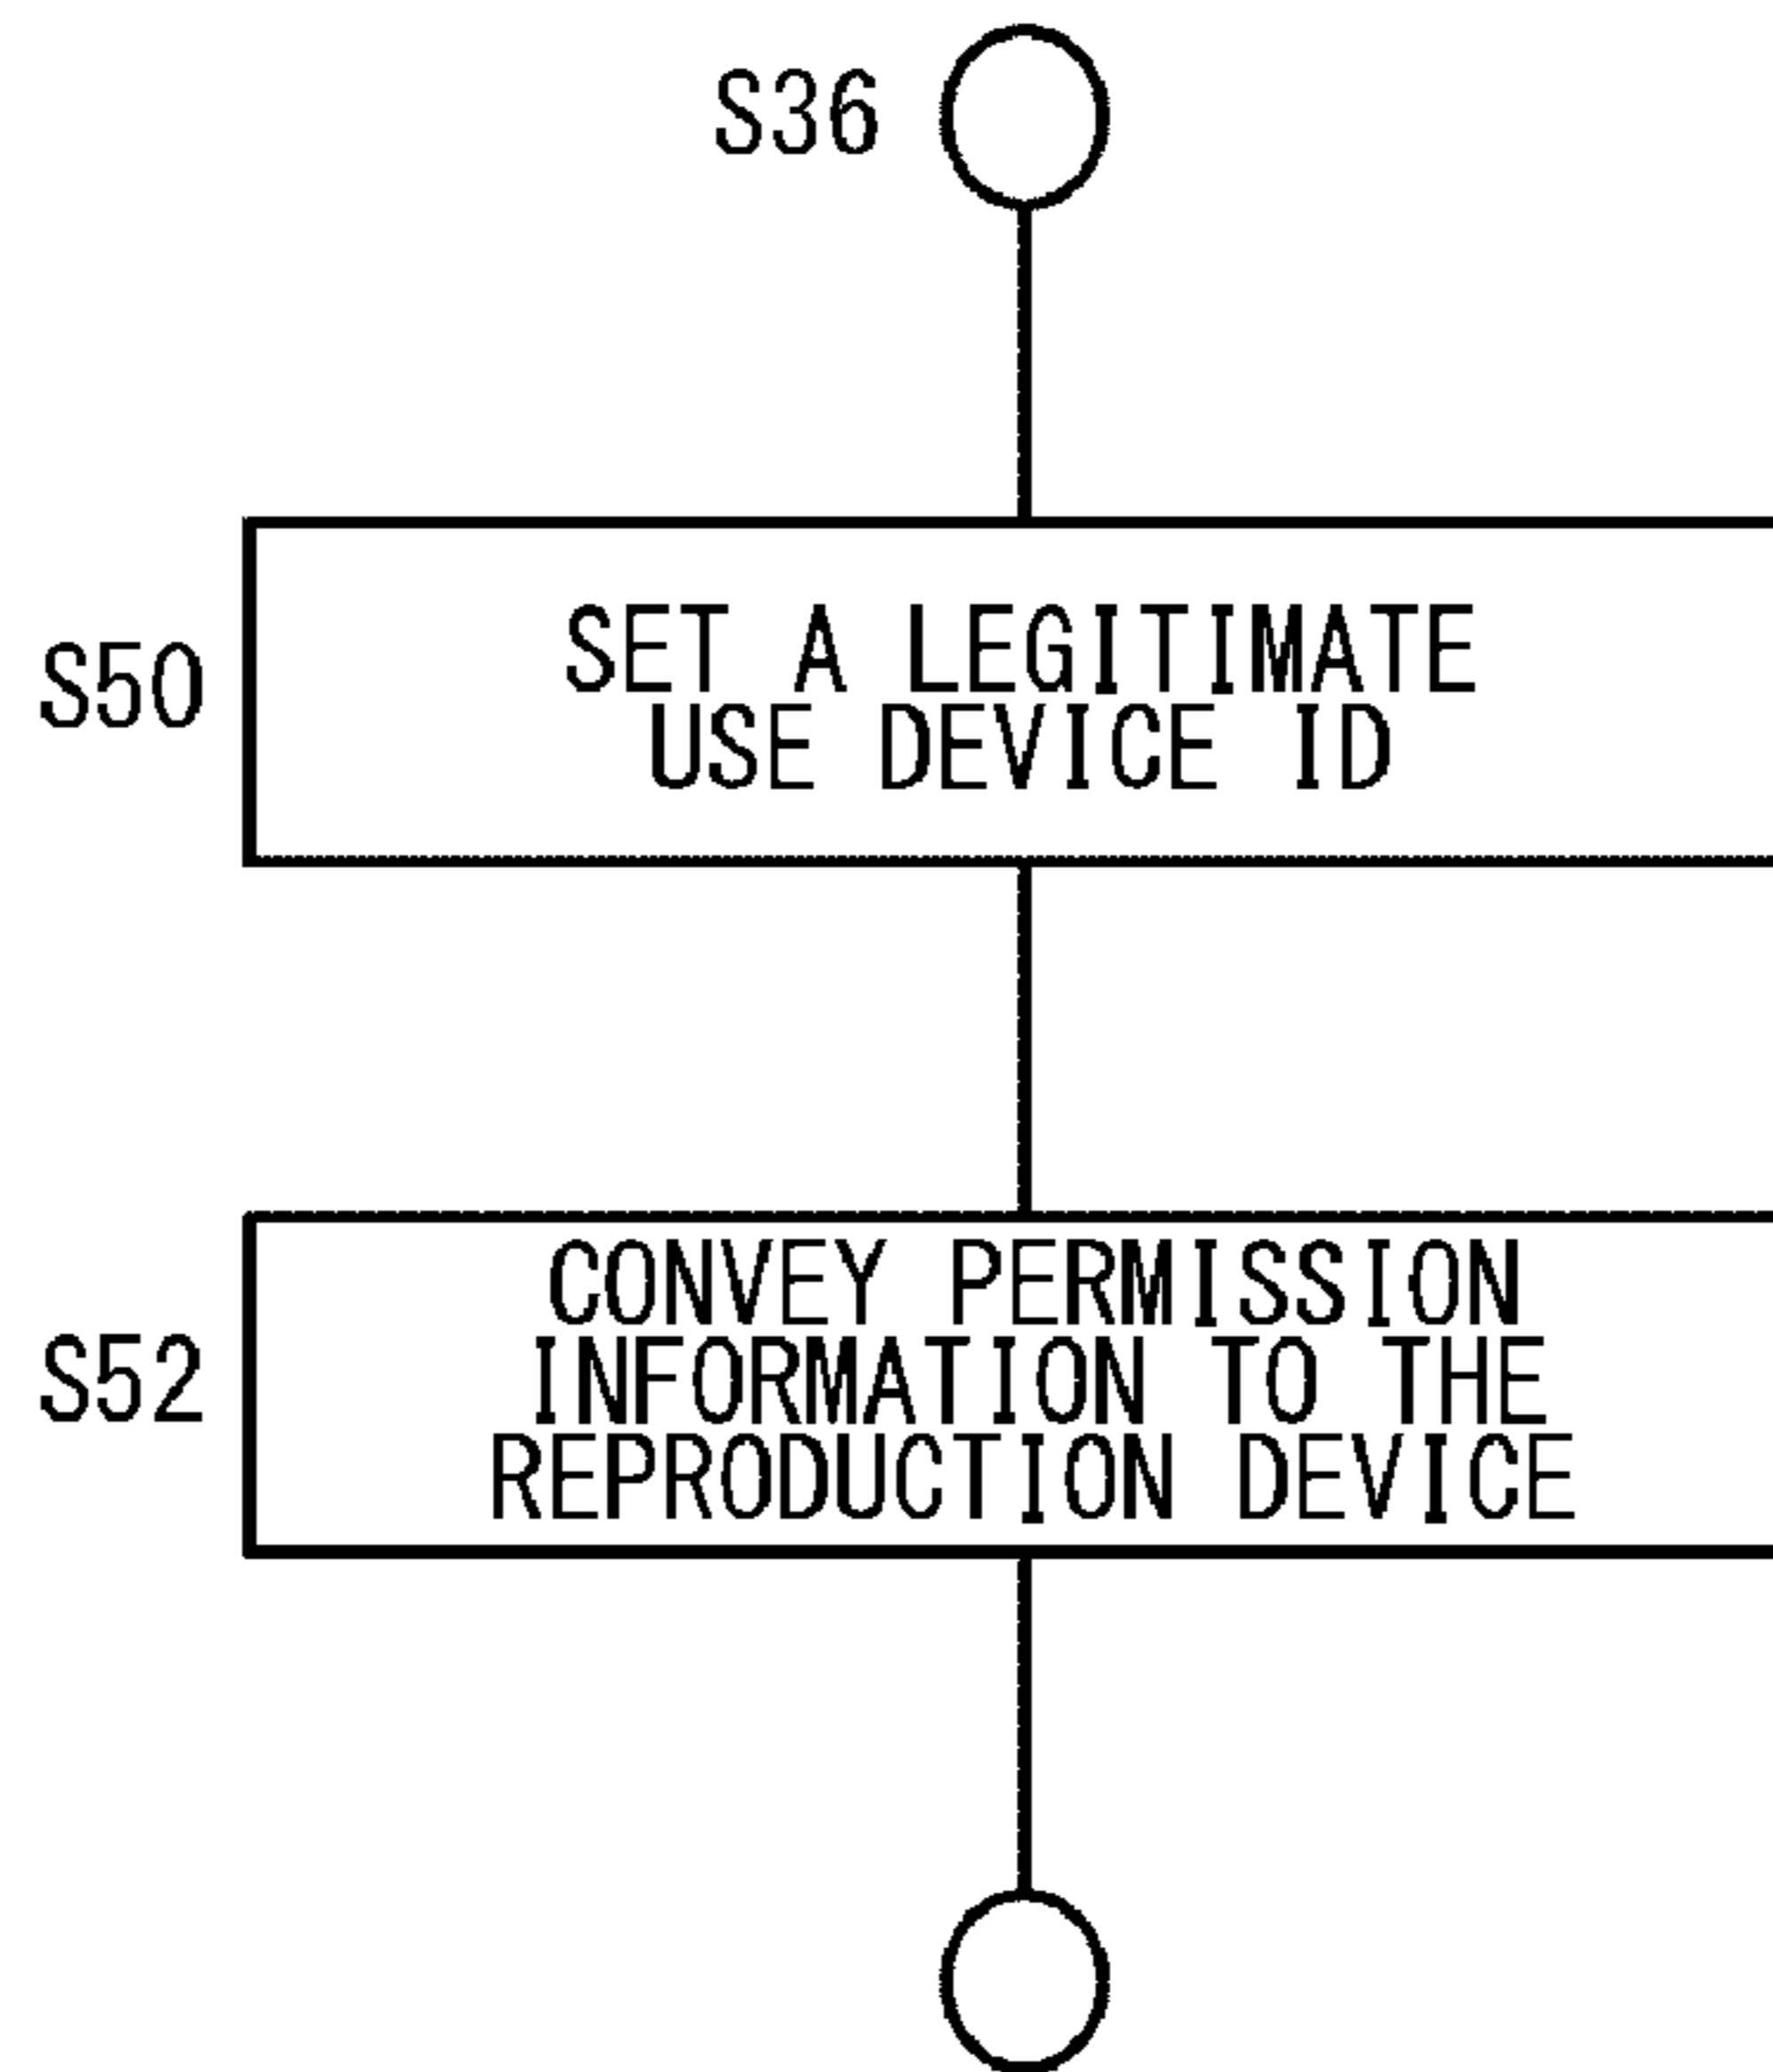 S36
S50
SET A LEGITIMATE
USE DEVICE ID
S52
CONVEY PERMISSION
INFORMATION TO THE
REPRODUCTION DEVICE